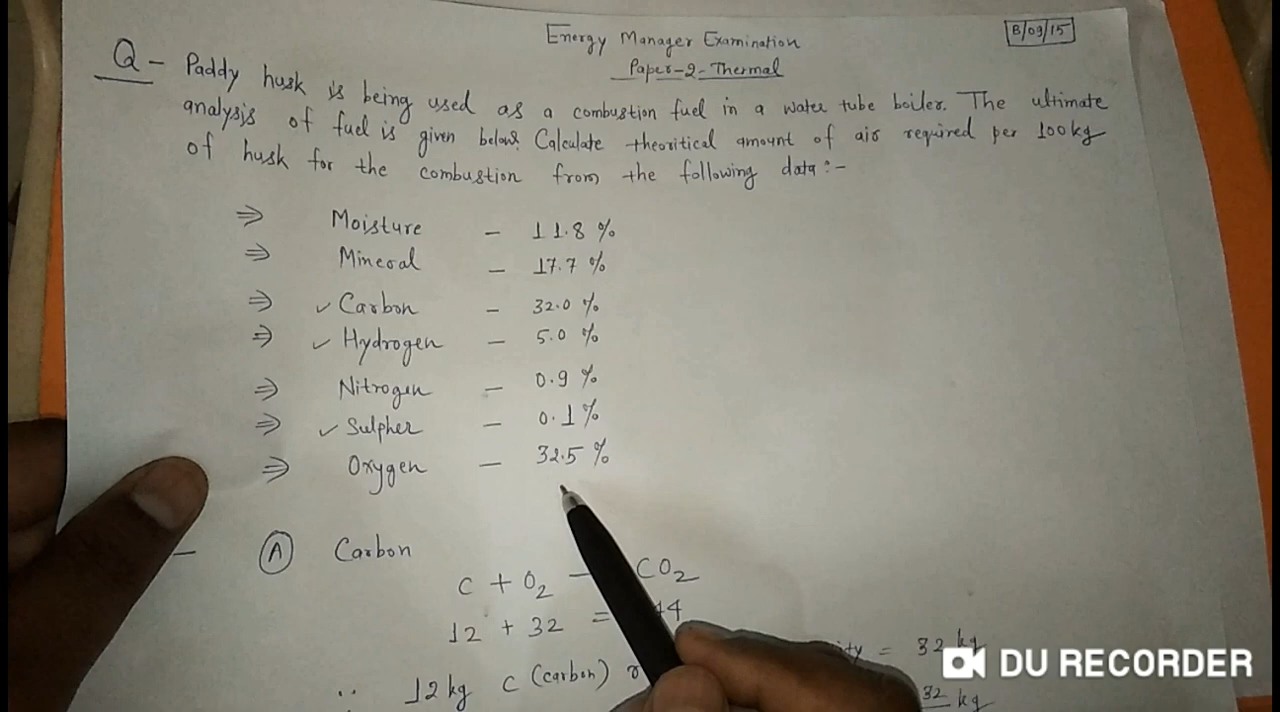 Energy Manager Examination
B/09/15
Paper-2-Thermal
Q- Paddy husk is being used as a combustion fuel in a water tube boiler. The ultimate
analysis of fuel is given below. Calculate theoritical amount of air required per 100kg
of husk for the combustion from the following data:-
⇒ Moisture - 11.8 %
⇒ Mineral - 17.7 %
⇒ ✓ Carbon - 32.0 %
⇒ ✓ Hydrogen - 5.0 %
⇒ Nitrogen - 0.9 %
⇒ ✓ Sulpher - 0.1 %
⇒ Oxygen - 32.5 %
- A Carbon
C + O₂ - CO₂
12 + 32 = 44
= 32 kg
∵ 12kg C (carbon)
32 kg
DU RECORDER